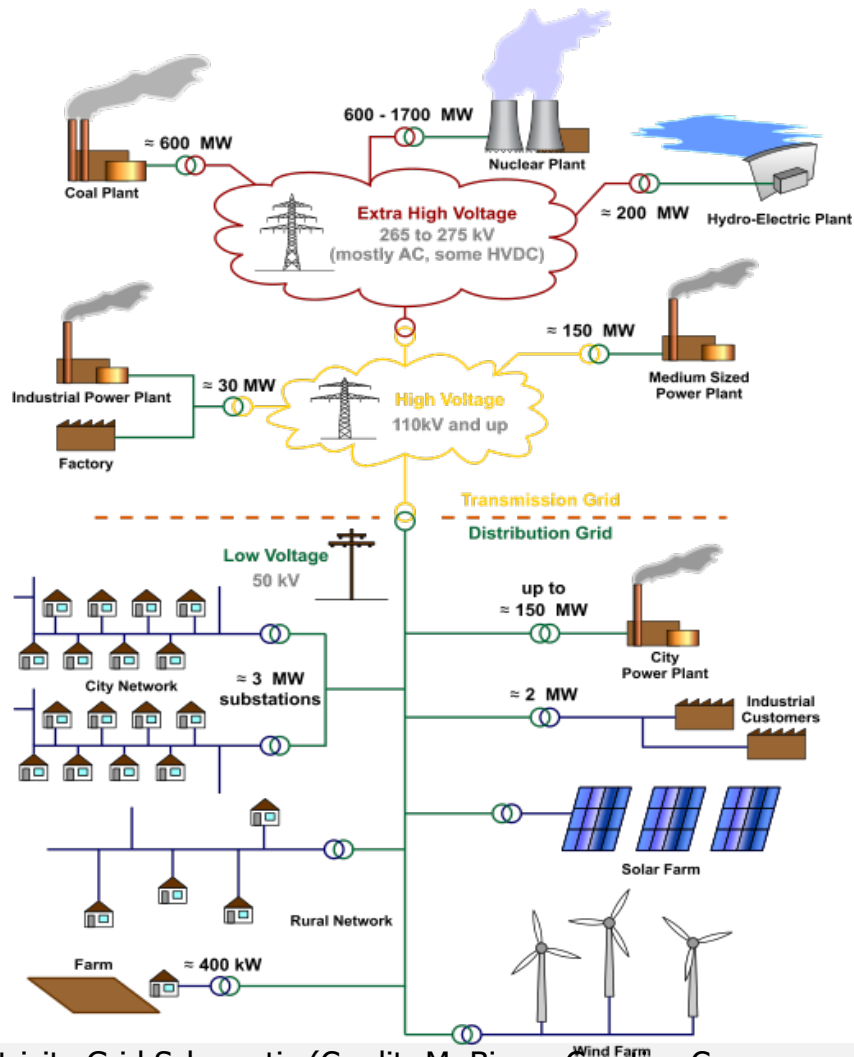 600 - 1700 MW
≈ 600 MW
Nuclear Plant
Coal Plant
≈ 200 MW
Hydro-Electric Plant
Extra High Voltage
265 to 275 kV
(mostly AC, some HVDC)
≈ 150 MW
Medium Sized
Power Plant
≈ 30 MW
Industrial Power Plant
High Voltage
110kV and up
Factory
Transmission Grid
Distribution Grid
Low Voltage
50 kV
up to
≈ 150 MW
City
Power Plant
≈ 3 MW
substations
City Network
≈ 2 MW
Industrial
Customers
Solar Farm
Rural Network
Farm
≈ 400 kW
Wind Farm
Grid Schematic (Credit: M